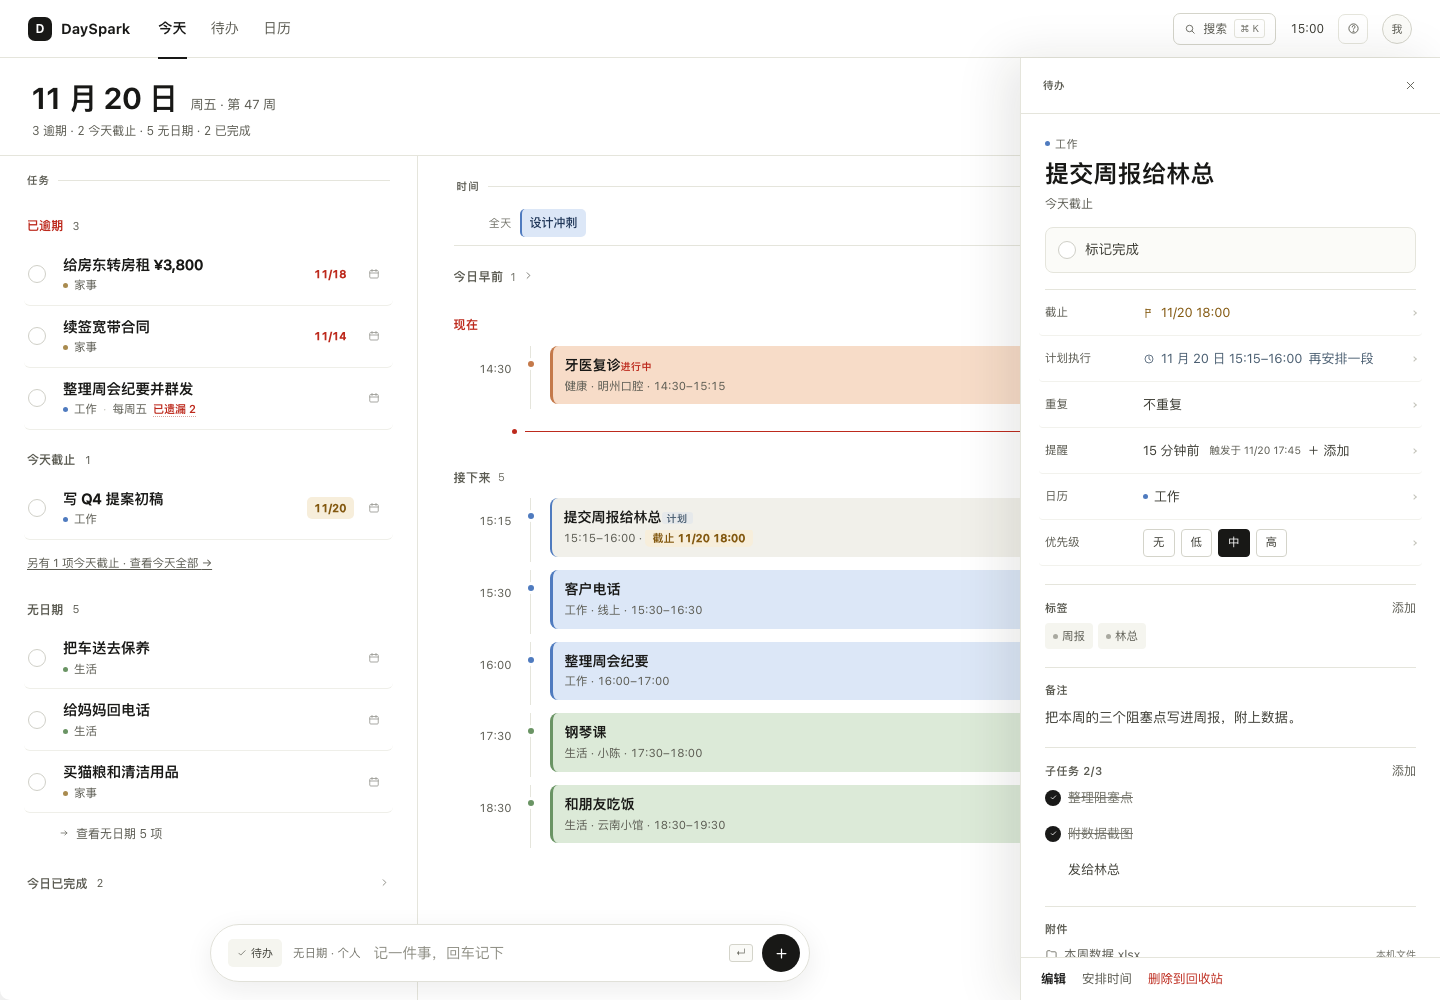 D DaySpark 今天 待办 日历 搜索 ⌘ K 15:00 我
11 月 20 日 周五 · 第 47 周
3 逾期 · 2 今天截止 · 5 无日期 · 2 已完成
任务
已逾期 3
给房东转房租 ¥3,800
家事
11/18
续签宽带合同
家事
11/14
整理周会纪要并群发
工作 · 每周五 已遗漏 2
今天截止 1
写 Q4 提案初稿
工作
11/20
另有 1 项今天截止 · 查看今天全部 →
无日期 5
把车送去保养
生活
给妈妈回电话
生活
买猫粮和清洁用品
家事
→ 查看无日期 5 项
今日已完成 2
时间
全天 设计冲刺
今日早前 1
现在
14:30
牙医复诊进行中
健康 · 明州口腔 · 14:30–15:15
接下来 5
15:15
提交周报给林总 计划
15:15–16:00 · 截止 11/20 18:00
15:30
客户电话
工作 · 线上 · 15:30–16:30
16:00
整理周会纪要
工作 · 16:00–17:00
17:30
钢琴课
生活 · 小陈 · 17:30–18:00
18:30
和朋友吃饭
生活 · 云南小馆 · 18:30–19:30
待办 无日期 · 个人 记一件事，回车记下
待办
工作
提交周报给林总
今天截止
标记完成
截止 11/20 18:00
计划执行 11 月 20 日 15:15–16:00 再安排一段
重复 不重复
提醒 15 分钟前 触发于 11/20 17:45 + 添加
日历 工作
优先级 无 低 中 高
标签 添加
周报 林总
备注
把本周的三个阻塞点写进周报，附上数据。
子任务 2/3 添加
整理阻塞点
附数据截图
发给林总
附件
本周数据.xlsx 本机文件
编辑 安排时间 删除到回收站